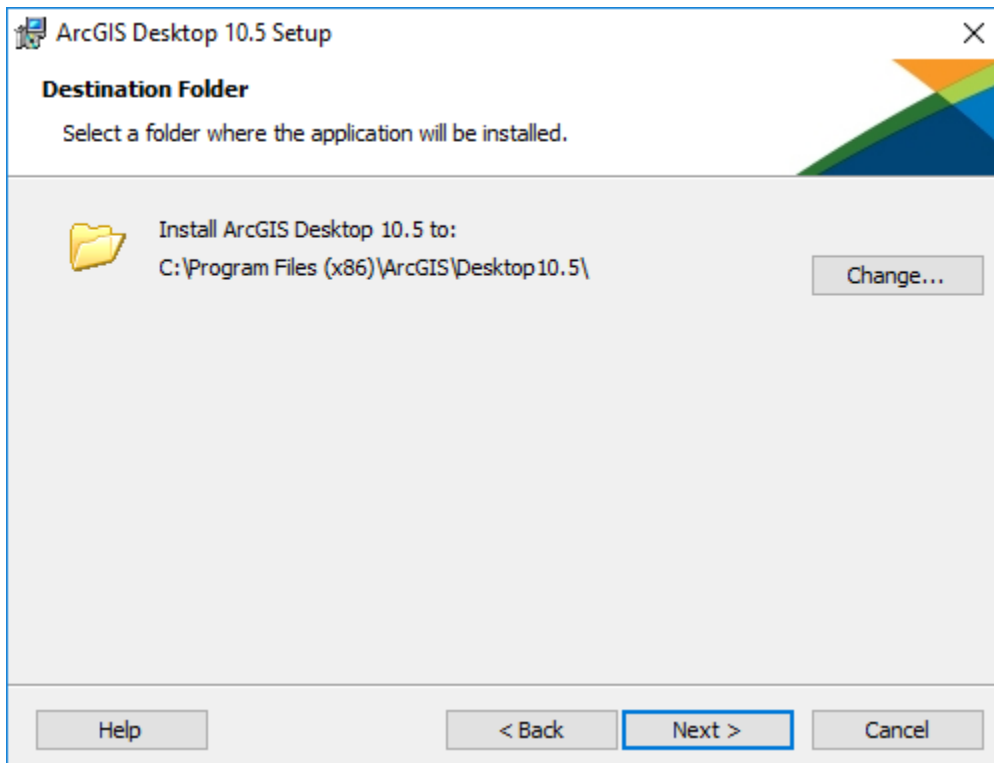 ArcGIS Desktop 10.5 Setup
Destination Folder
Select a folder where the application will be installed.
Install ArcGIS Desktop 10.5 to:
C:\Program Files (x86)\ArcGIS\Desktop10.5\
Change...
Help
< Back
Next >
Cancel